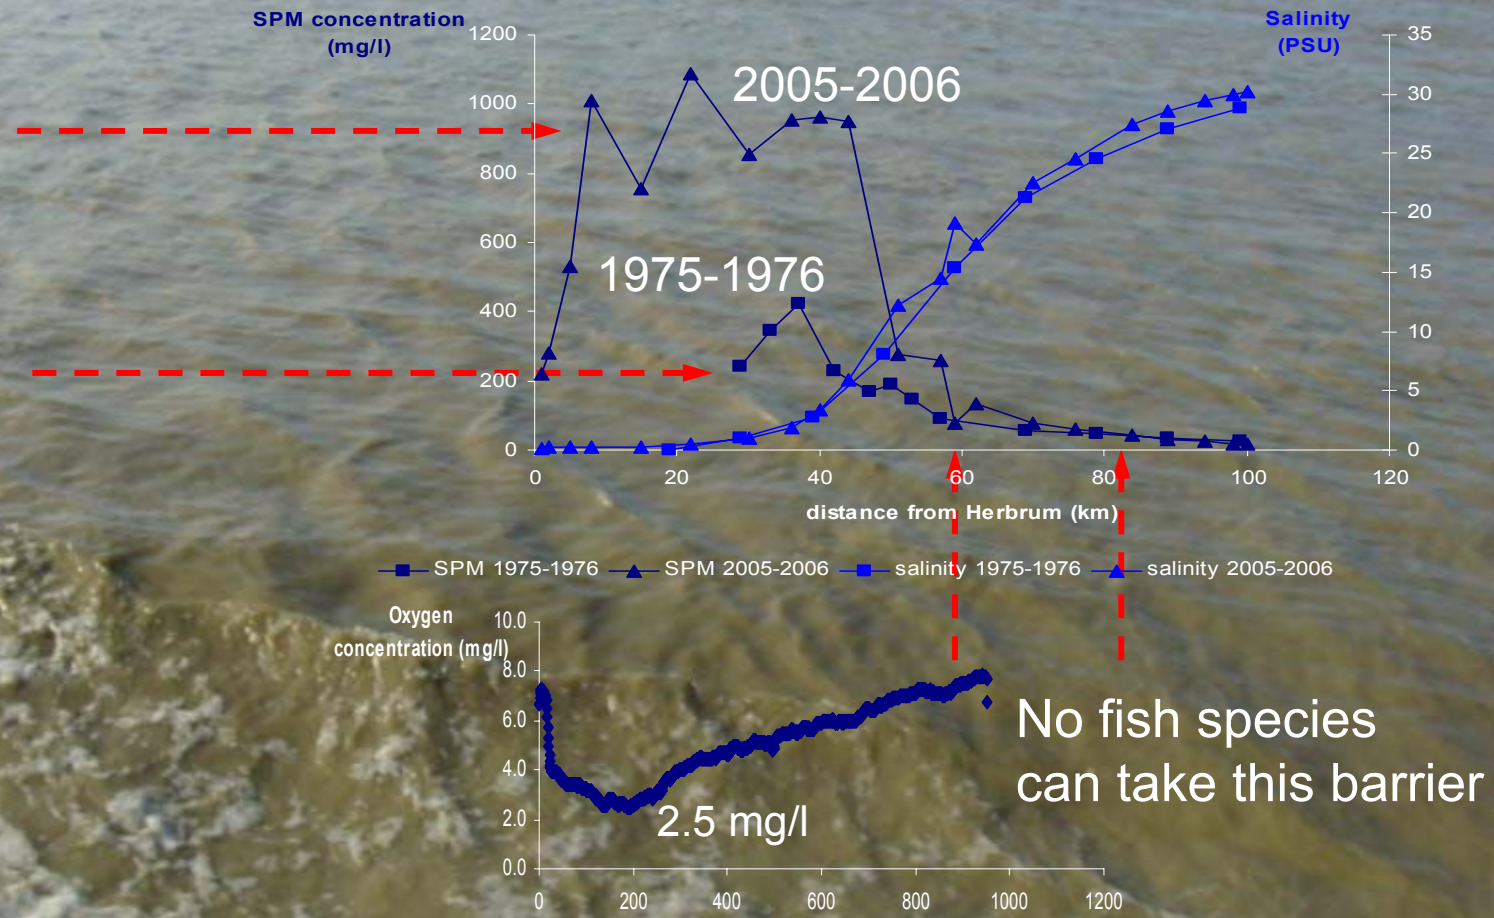 SPM concentration
(mg/l)
Salinity
(PSU)
1200
1000
800
600
400
200
0
35
30
25
20
15
10
5
0
2005-2006
1975-1976
0 20 40 60 80 100 120
distance from Herbrum (km)
SPM 1975-1976 SPM 2005-2006 salinity 1975-1976 salinity 2005-2006
Oxygen
concentration (mg/l)
10.0
8.0
6.0
4.0
2.0
0.0
2.5 mg/l
0 200 400 600 800 1000 1200
No fish species
can take this barrier